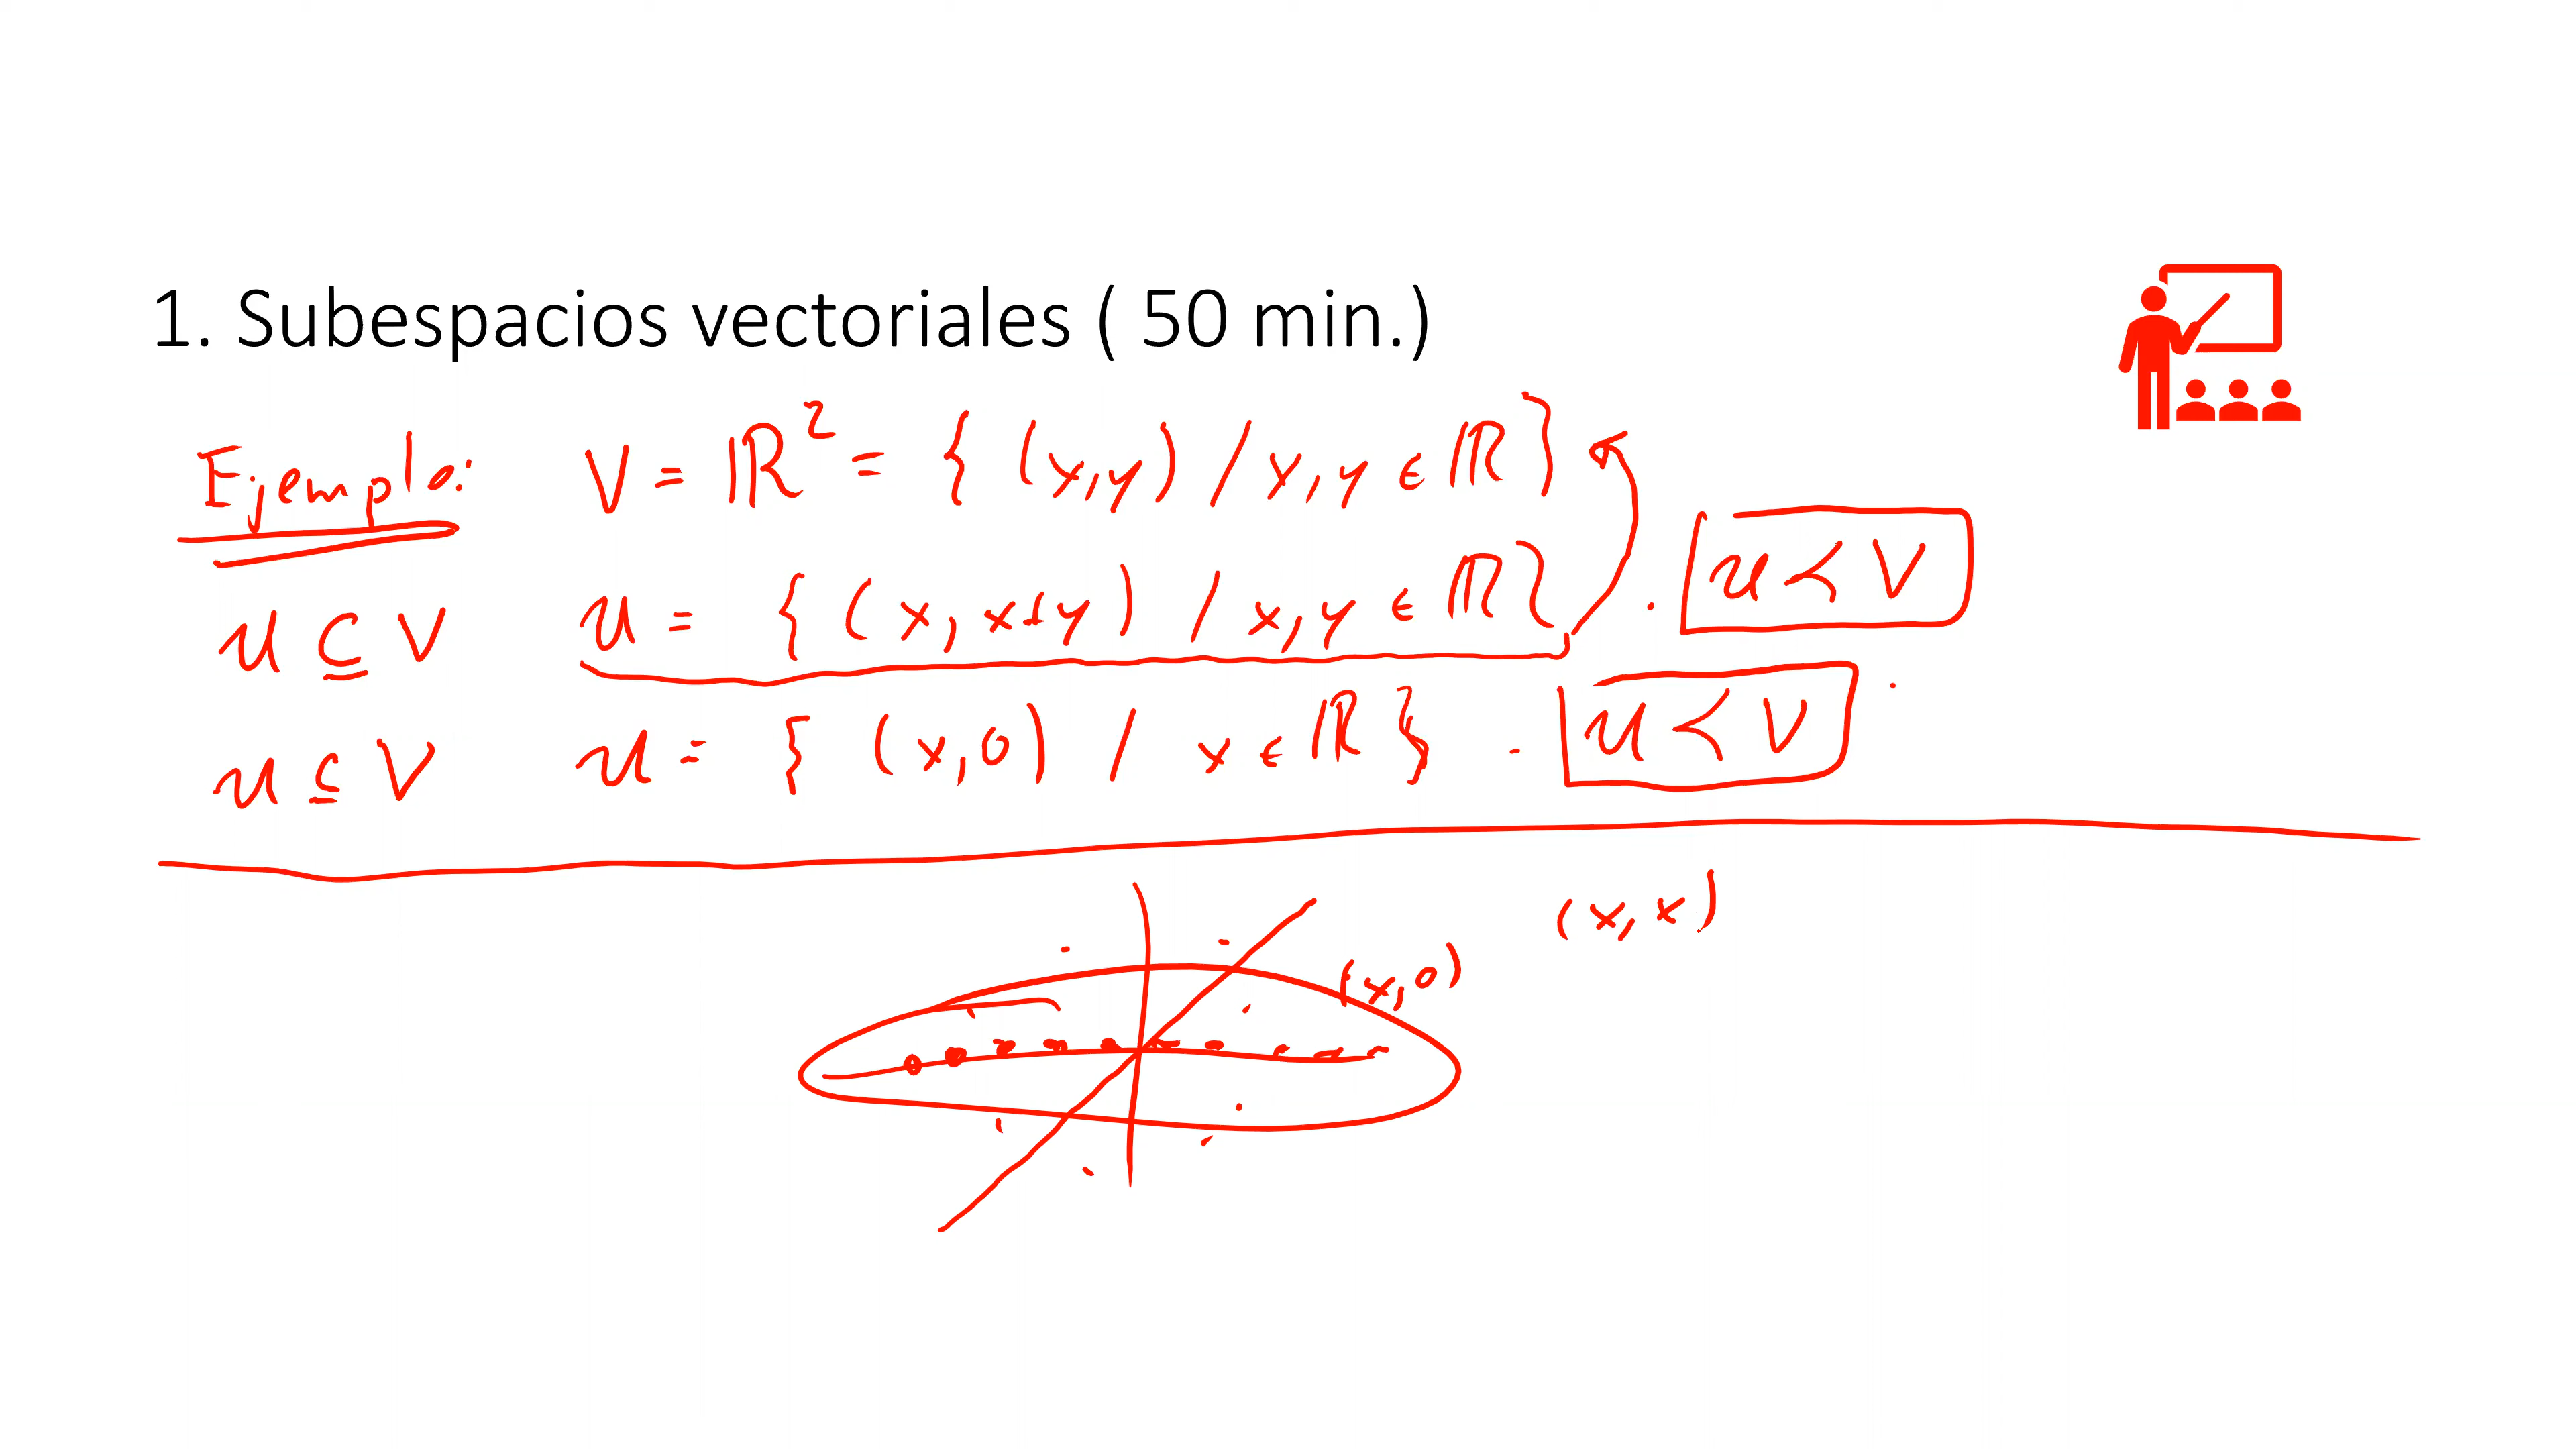 1. Subespacios vectoriales ( 50 min.)
Ejemplo: V = ℝ² = { (x,y) / x,y ∈ ℝ }
U ⊆ V U = { (x, x+y) / x,y ∈ ℝ } . U ≺ V
U ⊆ V U = { (x,0) / x ∈ ℝ } . U ≺ V .
(x, x)
(x,0)